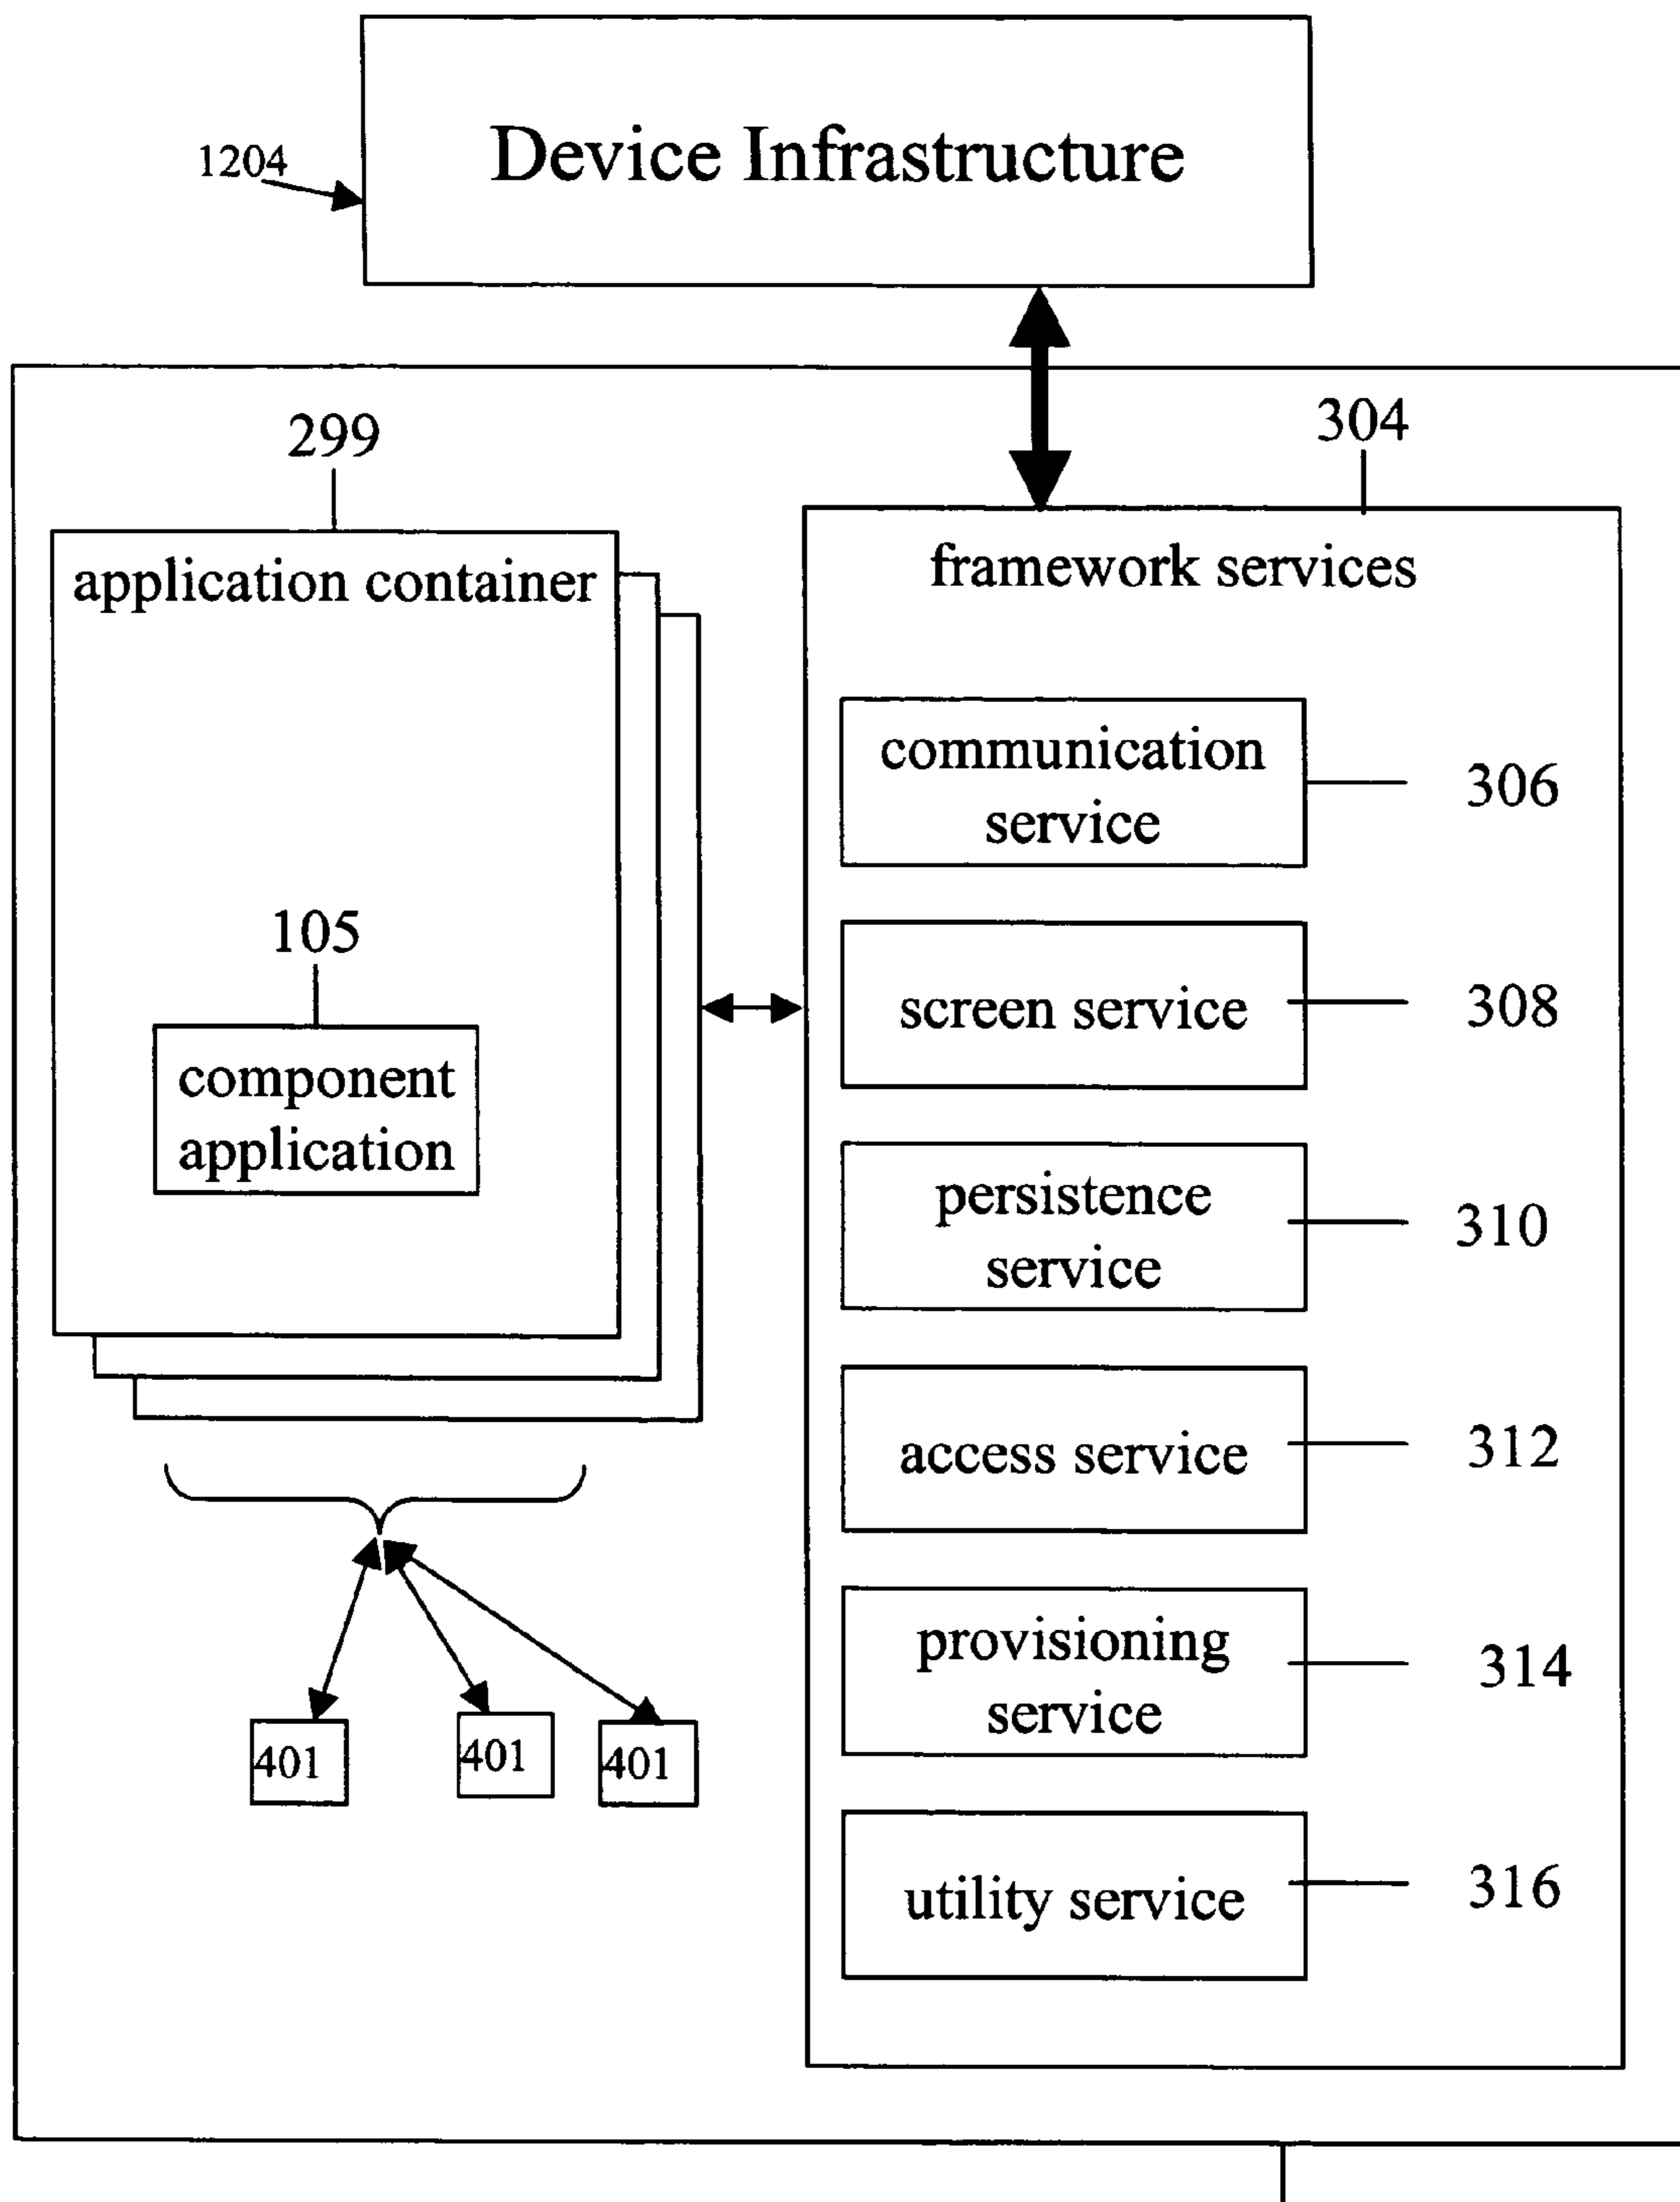 Device Infrastructure
1204
299
304
application container
framework services
communication
service
306
105
screen service
308
component
application
persistence
service
310
access service
312
provisioning
service
314
401
401
401
utility service
316